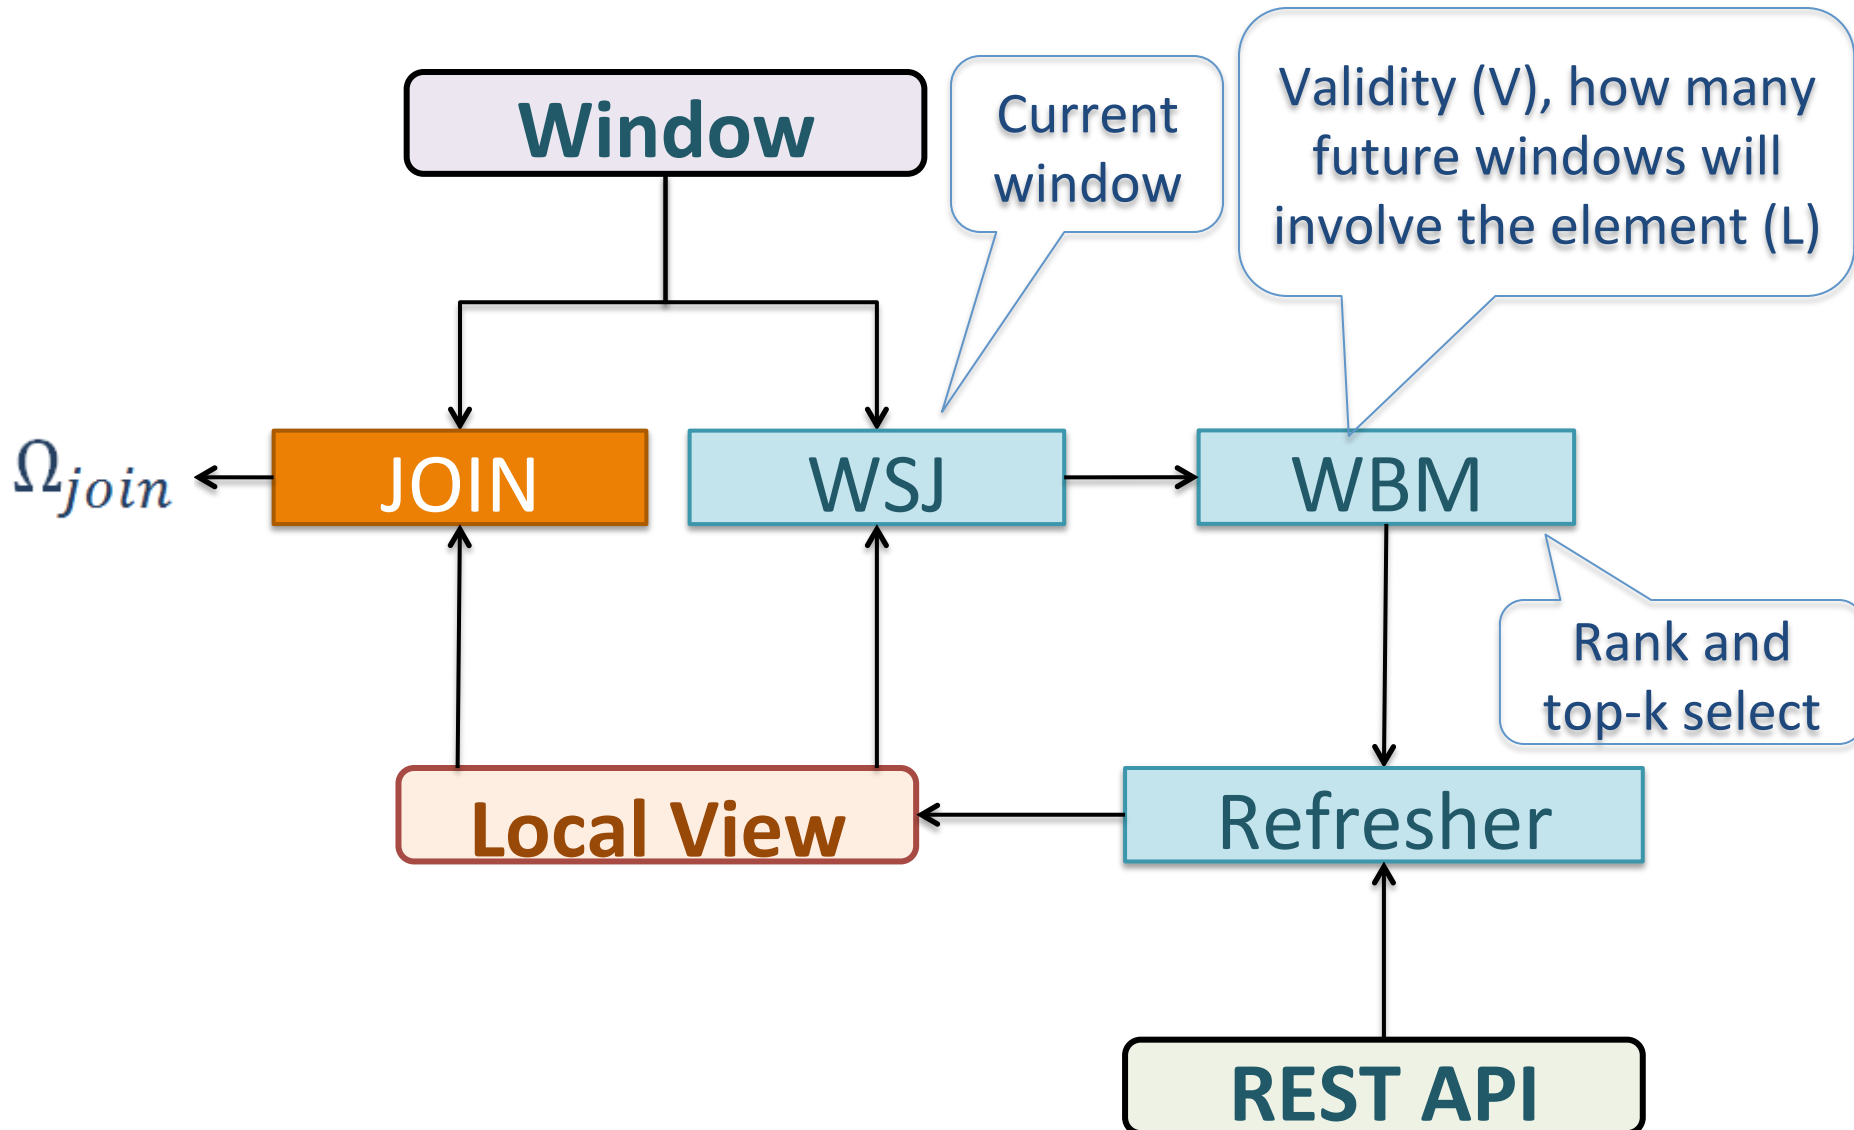 Window
Current
window
Validity (V), how many
future windows will
involve the element (L)
Ωjoin
JOIN
WSJ
WBM
Rank and
top-k select
Local View
Refresher
REST API